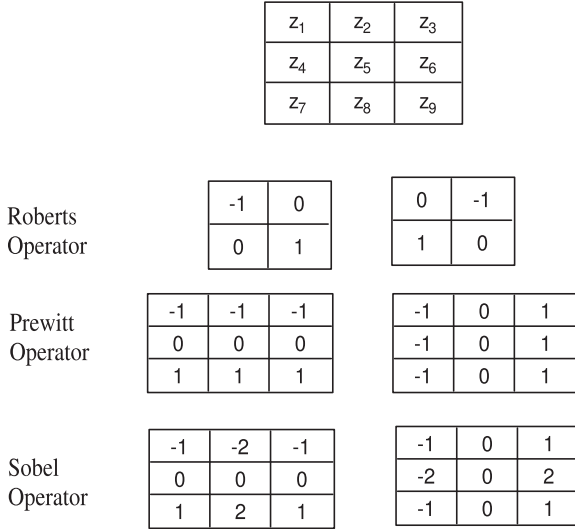 z1 z2 z3
z4 z5 z6
z7 z8 z9
Roberts
Operator
-1 0
0 1
0 -1
1 0
Prewitt
Operator
-1 -1 -1
0 0 0
1 1 1
-1 0 1
-1 0 1
-1 0 1
Sobel
Operator
-1 -2 -1
0 0 0
1 2 1
-1 0 1
-2 0 2
-1 0 1